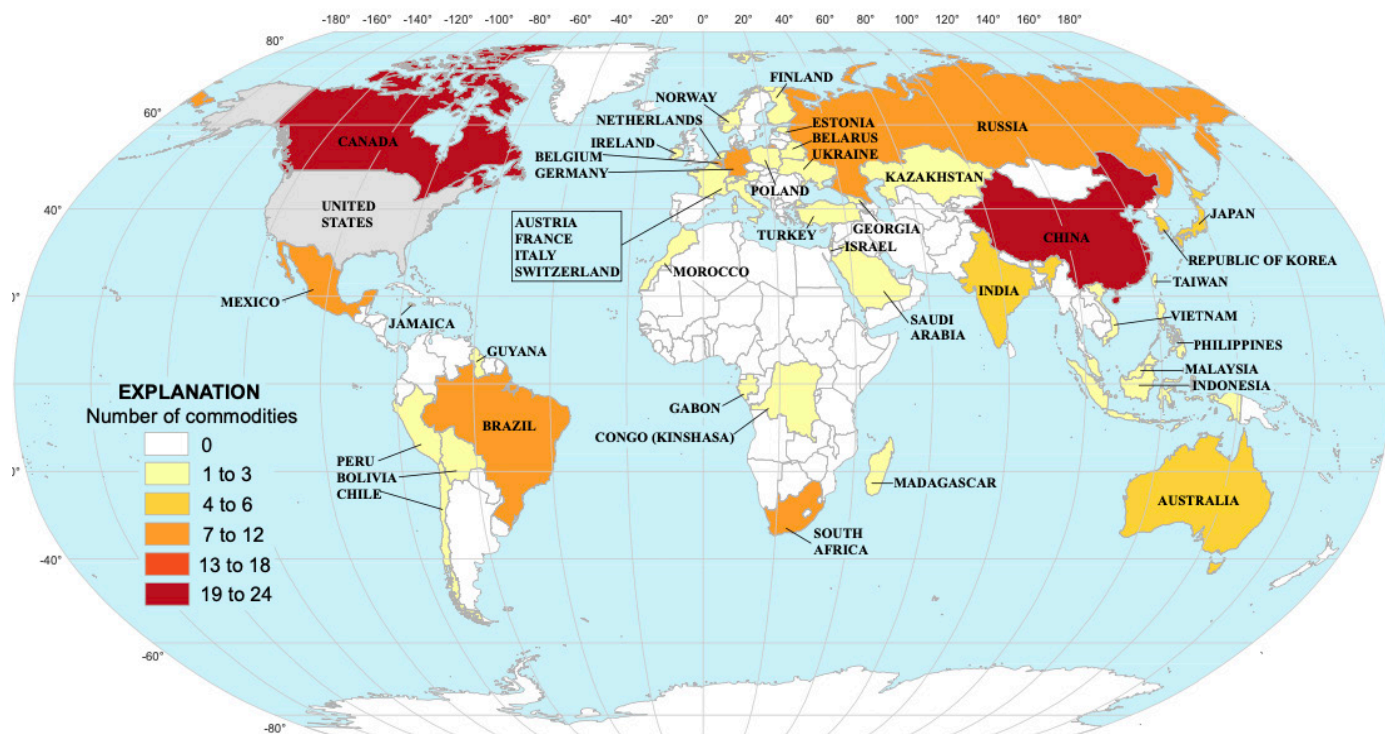 -180° -160° -140° -120° -100° -80° -60° -40° -20° 0° 20° 40° 60° 80° 100° 120° 140° 160° 180°
80°
FINLAND
NORWAY
60°
NETHERLANDS
ESTONIA
RUSSIA
CANADA
IRELAND
BELARUS
BELGIUM
UKRAINE
GERMANY
KAZAKHSTAN
POLAND
UNITED
STATES
40°
AUSTRIA
FRANCE
ITALY
SWITZERLAND
TURKEY
GEORGIA
JAPAN
CHINA
ISRAEL
REPUBLIC OF KOREA
MOROCCO
TAIWAN
INDIA
MEXICO
0°
JAMAICA
SAUDI
ARABIA
VIETNAM
GUYANA
PHILIPPINES
MALAYSIA
INDONESIA
EXPLANATION
Number of commodities
0
1 to 3
4 to 6
7 to 12
13 to 18
19 to 24
GABON
BRAZIL
CONGO (KINSHASA)
PERU
BOLIVIA
CHILE
0°
MADAGASCAR
AUSTRALIA
SOUTH
AFRICA
-40°
-60°
-80°